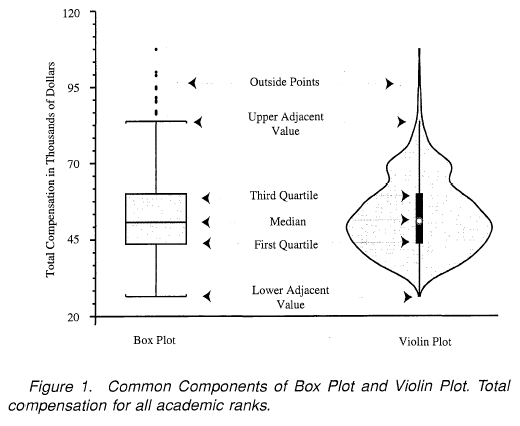 120
95
70
45
20
Total Compensation in Thousands of Dollars
Outside Points
Upper Adjacent
Value
Third Quartile
Median
First Quartile
Lower Adjacent
Value
Box Plot
Violin Plot
Figure 1. Common Components of Box Plot and Violin Plot. Total
compensation for all academic ranks.